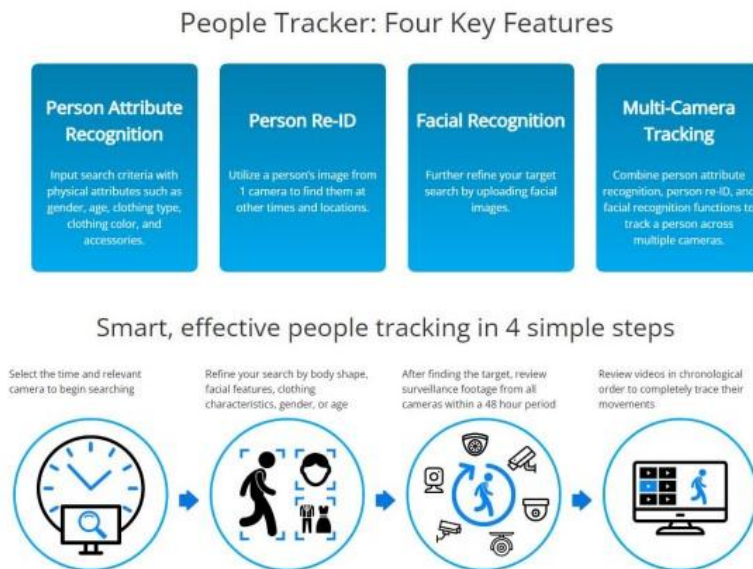 People Tracker: Four Key Features
Person Attribute
Recognition
Input search criteria with
physical attributes such as
gender, age, clothing type,
clothing color, and
accessories.
Person Re-ID
Utilize a person's image from
1 camera to find them at
other times and locations.
Facial Recognition
Further refine your target
search by uploading facial
images.
Multi-Camera
Tracking
Combine person attribute
recognition, person re-ID, and
facial recognition functions to
track a person across
multiple cameras.
Smart, effective people tracking in 4 simple steps
Select the time and relevant
camera to begin searching
Refine your search by body shape,
facial features, clothing
characteristics, gender, or age
After finding the target, review
surveillance footage from all
cameras within a 48 hour period
Review videos in chronological
order to completely trace their
movements